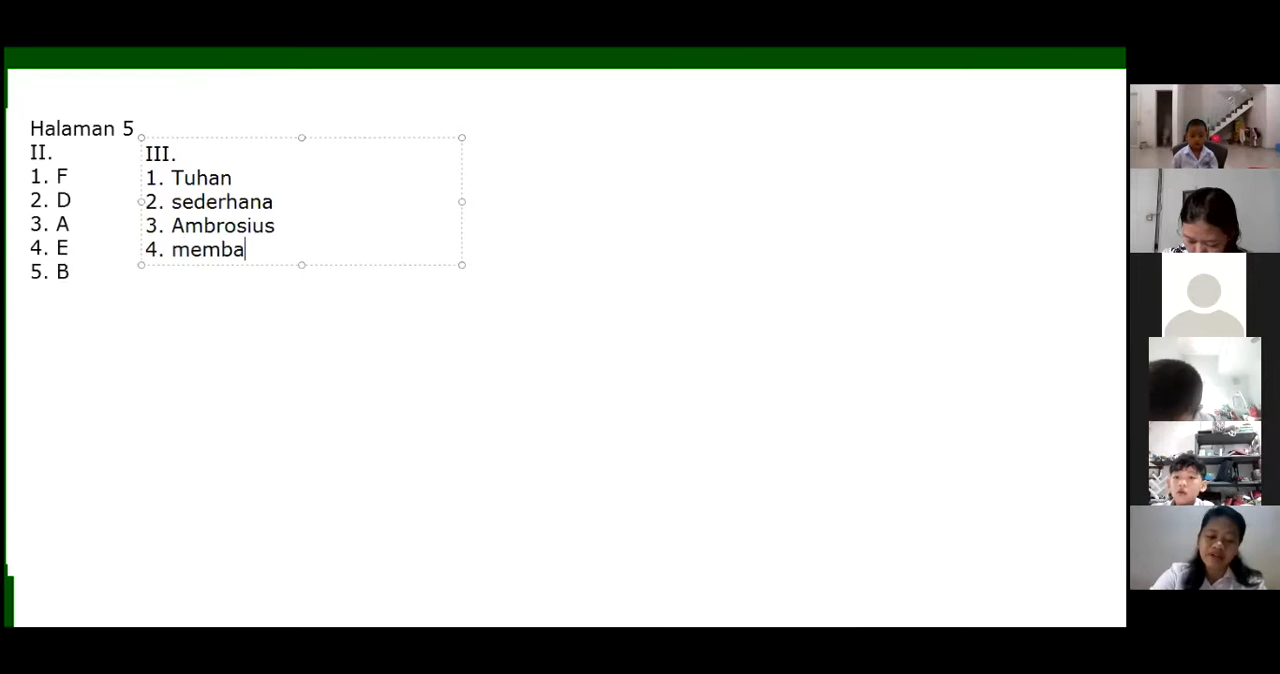 Halaman 5
II.
1. F
2. D
3. A
4. E
5. B
III.
1. Tuhan
2. sederhana
3. Ambrosius
4. memba